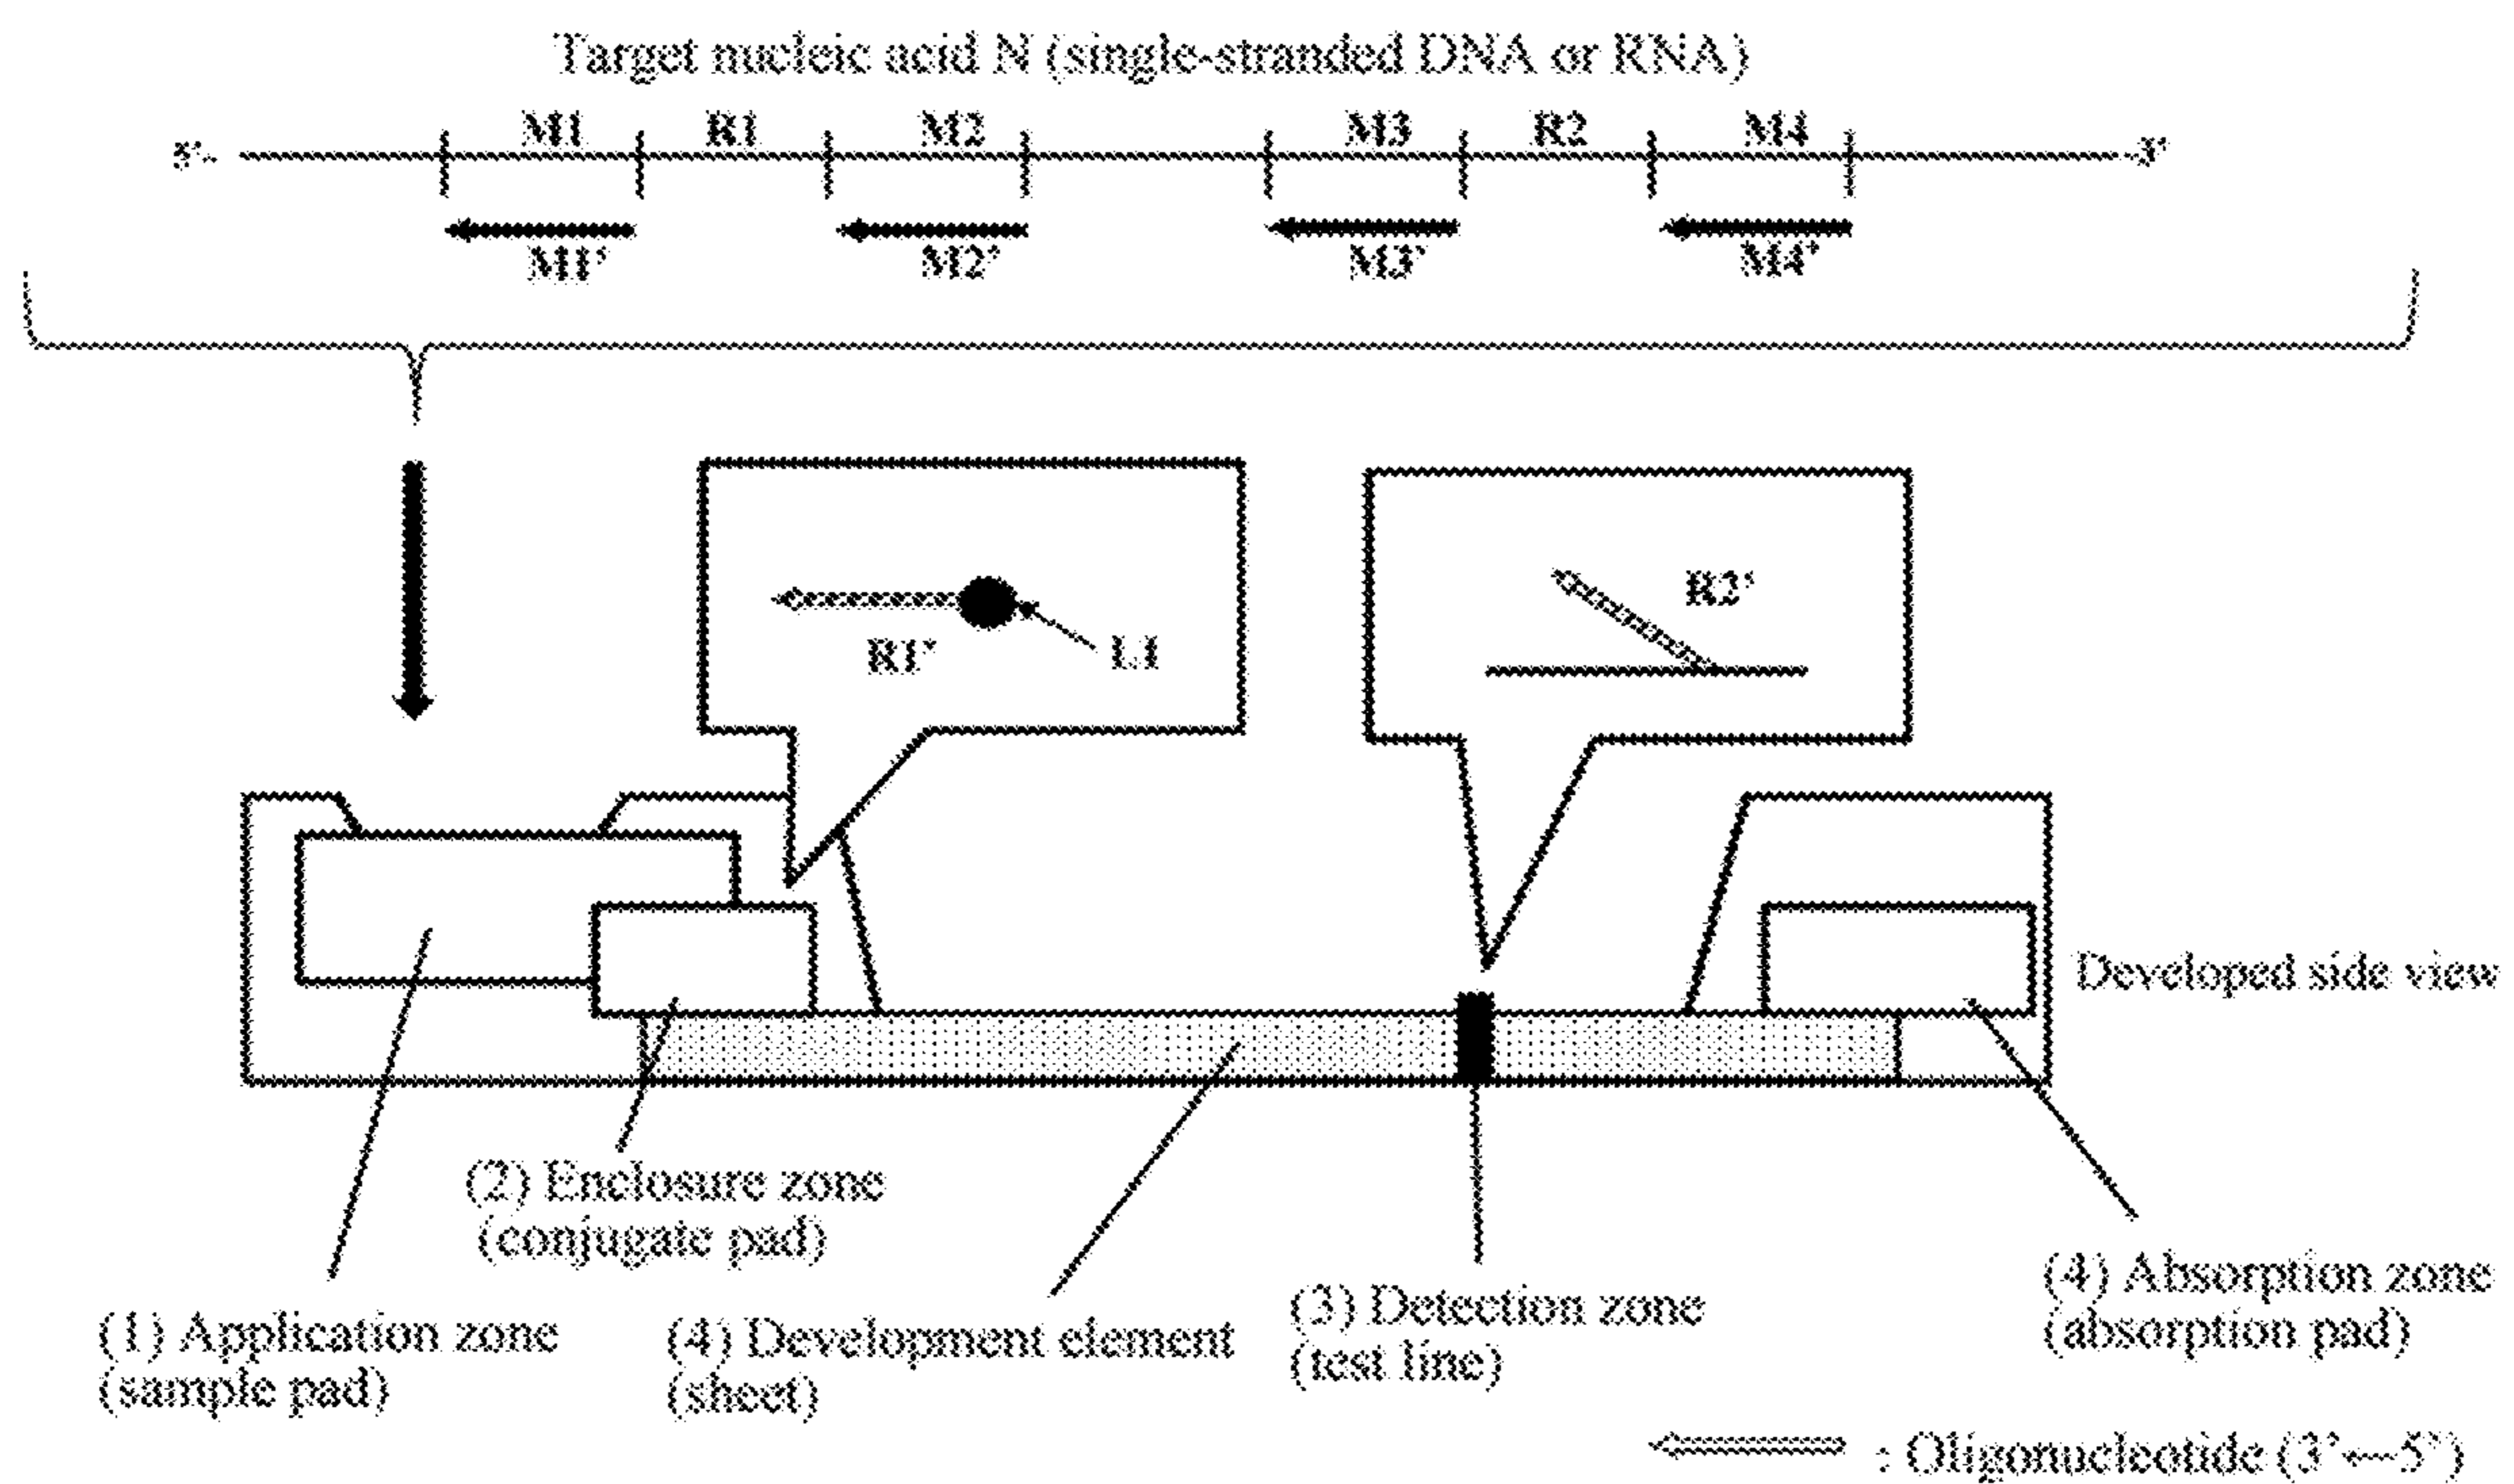 Target nucleic acid N (single-stranded DNA or RNA)
M1 R1 M2 M3 R2 M4
5'- -3'
M1' M2' M3' M4'
R1' L1
R2'
Developed side view
(2) Enclosure zone
(conjugate pad)
(1) Application zone
(sample pad)
(4) Development element
(sheet)
(3) Detection zone
(test line)
(4) Absorption zone
(absorption pad)
: Oligonucleotide (3'←5')